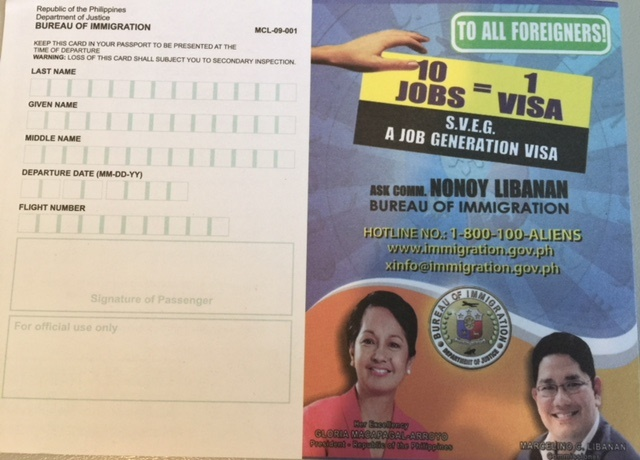 Republic of the Philippines
Department of Justice
BUREAU OF IMMIGRATION
MCL-09-001
KEEP THIS CARD IN YOUR PASSPORT TO BE PRESENTED AT THE
TIME OF DEPARTURE
WARNING: LOSS OF THIS CARD SHALL SUBJECT YOU TO SECONDARY INSPECTION.
LAST NAME
GIVEN NAME
MIDDLE NAME
DEPARTURE DATE (MM-DD-YY)
FLIGHT NUMBER
Signature of Passenger
For official use only
TO ALL FOREIGNERS!
10 JOBS = 1 VISA
S.V.E.G.
A JOB GENERATION VISA
ASK COMM. NONOY LIBANAN
BUREAU OF IMMIGRATION
HOTLINE NO.: 1-800-100-ALIENS
www.immigration.gov.ph
xinfo@immigration.gov.ph
BUREAU OF IMMIGRATION
DEPARTMENT OF JUSTICE
Her Excellency
GLORIA MACAPAGAL-ARROYO
President - Republic of the Philippines
MARCELINO C. LIBANAN